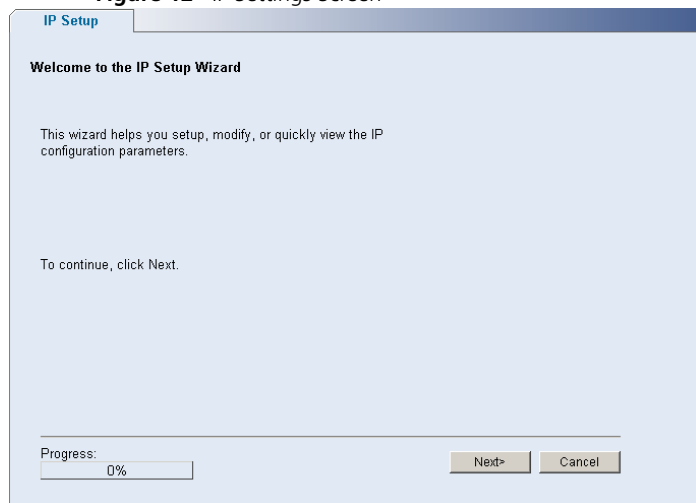 IP Setup
Welcome to the IP Setup Wizard
This wizard helps you setup, modify, or quickly view the IP
configuration parameters.
To continue, click Next.
Progress:
0%
Next>
Cancel